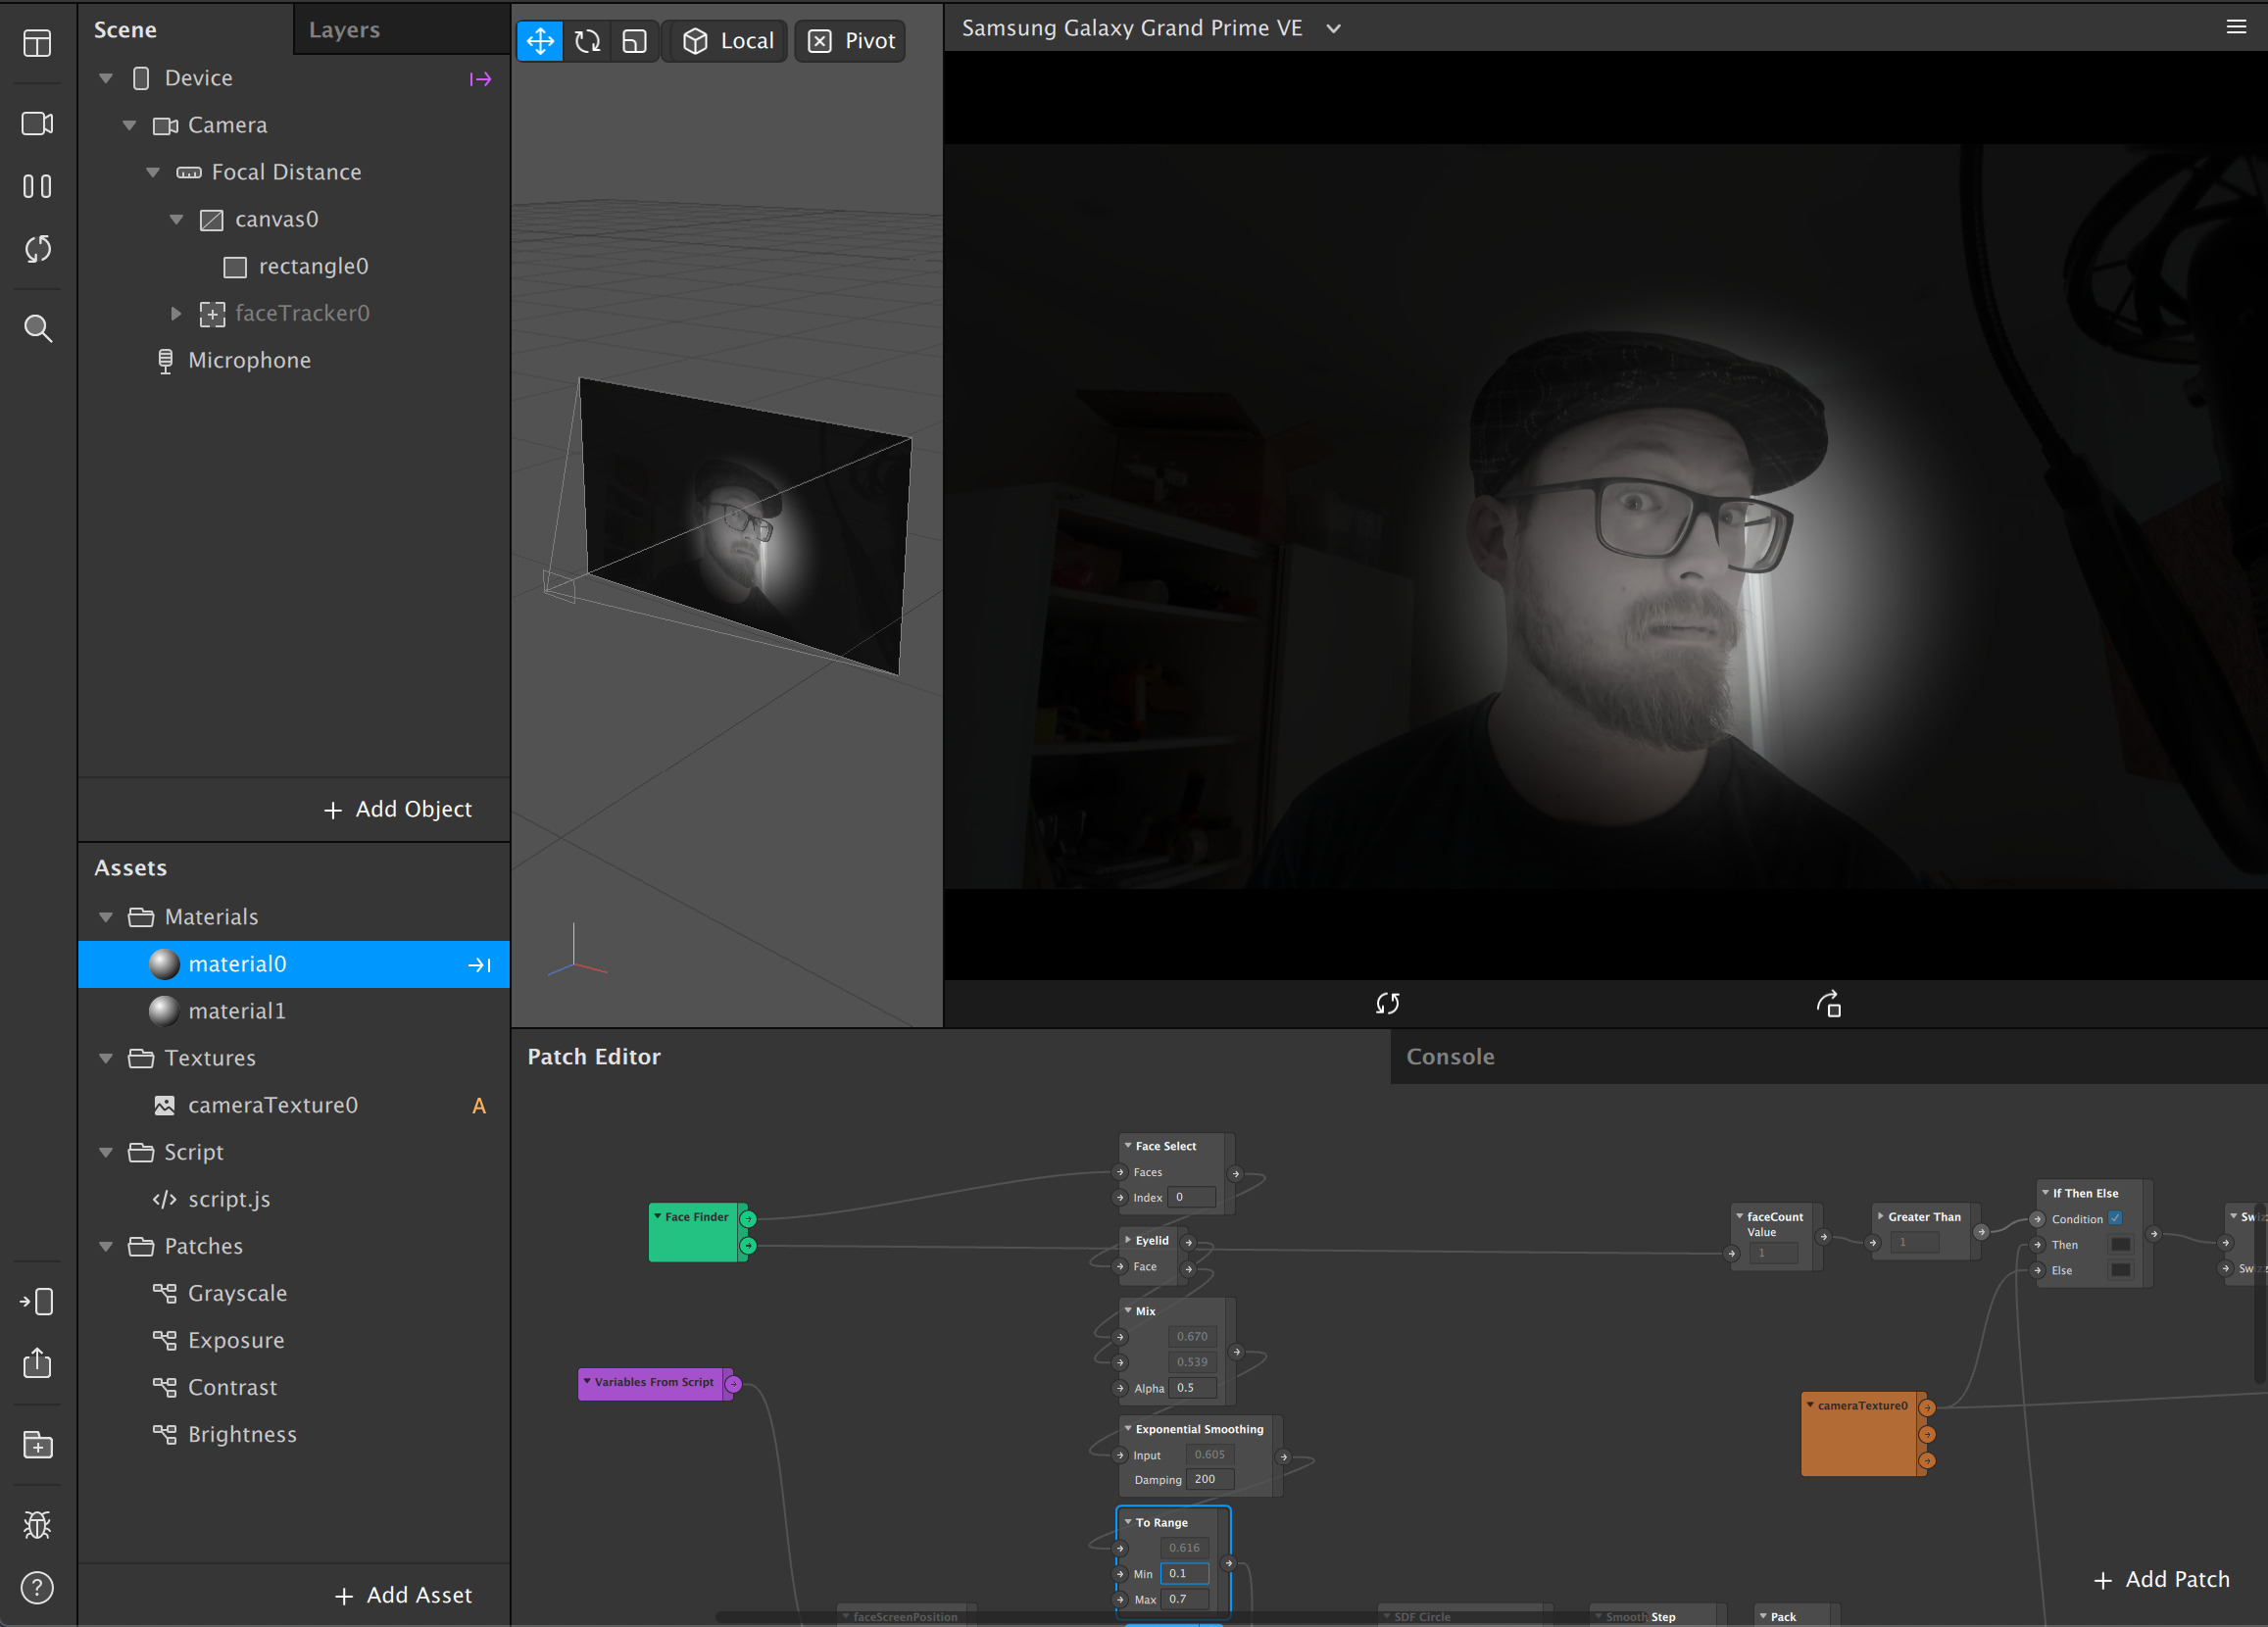 Scene
Layers
Device
Camera
Focal Distance
canvas0
rectangle0
faceTracker0
Microphone
+ Add Object
Assets
Materials
material0
material1
Textures
cameraTexture0 A
Script
script.js
Patches
Grayscale
Exposure
Contrast
Brightness
+ Add Asset
Local
Pivot
Samsung Galaxy Grand Prime VE
Patch Editor
Console
Face Finder
Variables From Script
Face Select
Faces
Index 0
Eyelid
Face
Mix
0.670
0.539
Alpha 0.5
Exponential Smoothing
Input 0.605
Damping 200
To Range
0.616
Min 0.1
Max 0.7
faceScreenPosition
SDF Circle
Smooth Step
Pack
faceCount
Value
1
Greater Than
1
If Then Else
Condition
Then
Else
cameraTexture0
+ Add Patch